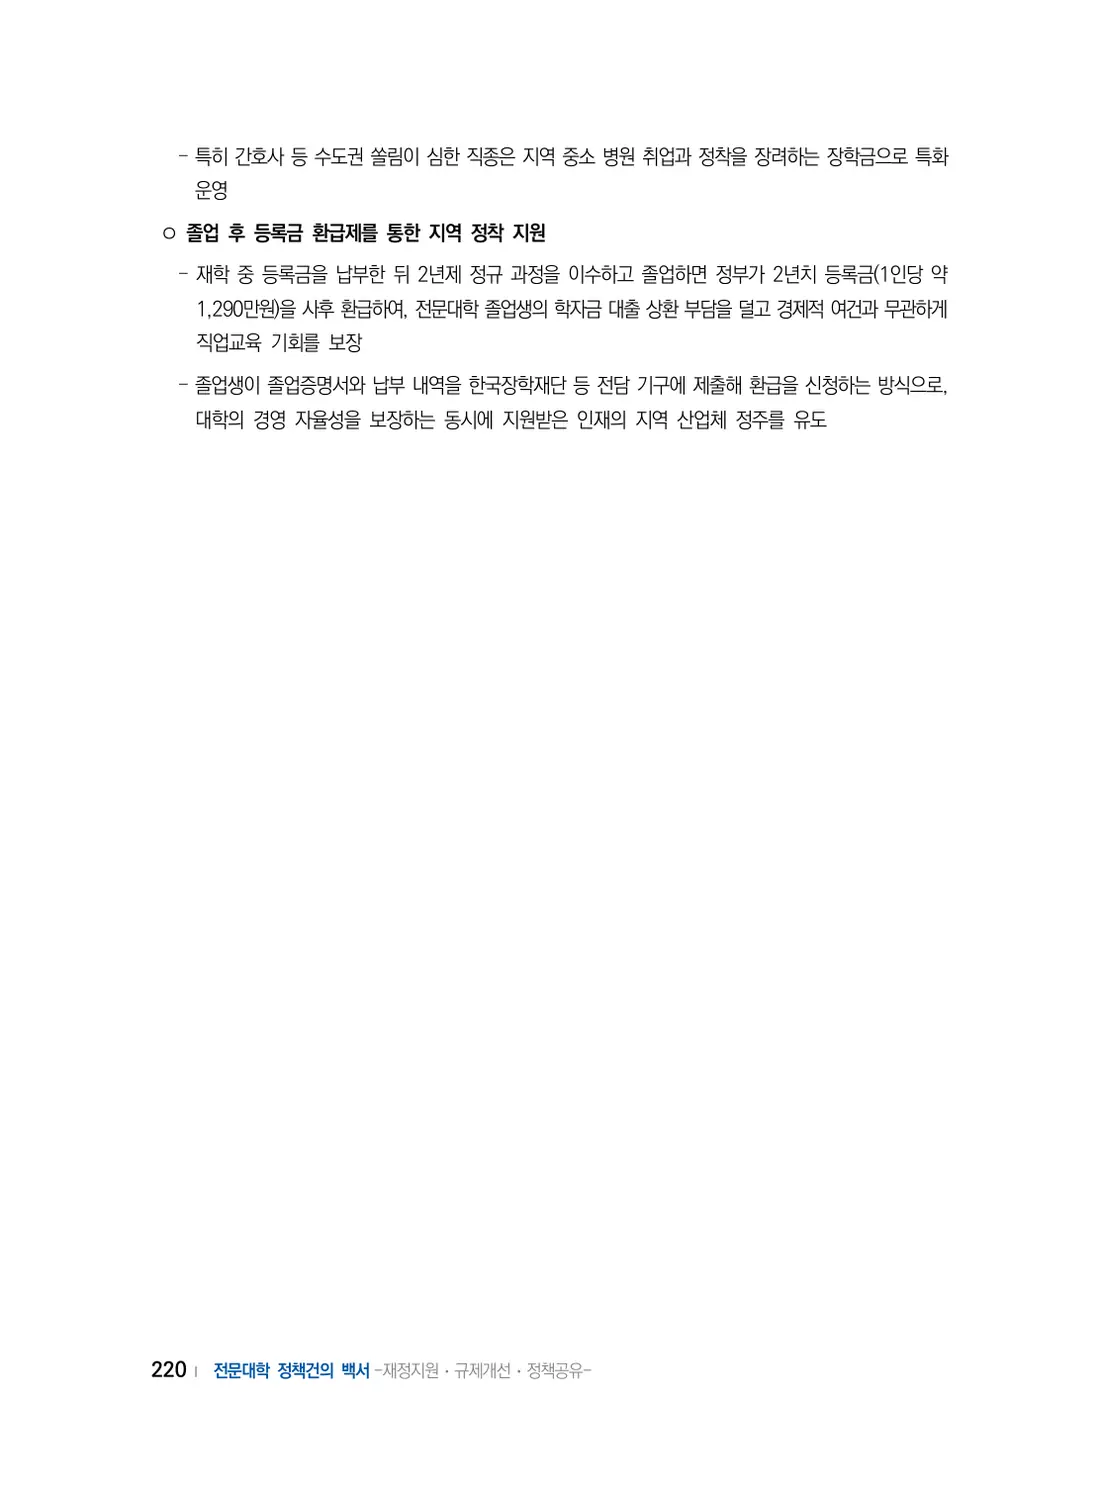 - 특히 간호사 등 수도권 쏠림이 심한 직종은 지역 중소 병원 취업과 정착을 장려하는 장학금으로 특화
운영
○ 졸업 후 등록금 환급제를 통한 지역 정착 지원
- 재학 중 등록금을 납부한 뒤 2년제 정규 과정을 이수하고 졸업하면 정부가 2년치 등록금(1인당 약
1,290만원)을 사후 환급하여, 전문대학 졸업생의 학자금 대출 상환 부담을 덜고 경제적 여건과 무관하게
직업교육 기회를 보장
- 졸업생이 졸업증명서와 납부 내역을 한국장학재단 등 전담 기구에 제출해 환급을 신청하는 방식으로,
대학의 경영 자율성을 보장하는 동시에 지원받은 인재의 지역 산업체 정주를 유도
220 | 전문대학 정책건의 백서 -재정지원·규제개선·정책공유-